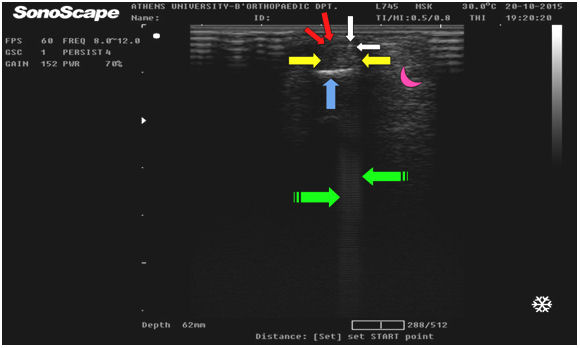 SonoScape
ATHENS UNIVERSITY-B'ORTHOPAEDIC DPT. L745 MSK 30.0°C 20-10-2015
Name: ID: TI/MI:0.5/0.8 THI 19:20:20
FPS 60 FREQ 8.0~12.0
GSC 1 PERSIST 4
GAIN 152 PWR 70%
Depth 62mm 288/512
Distance: [Set] set START point